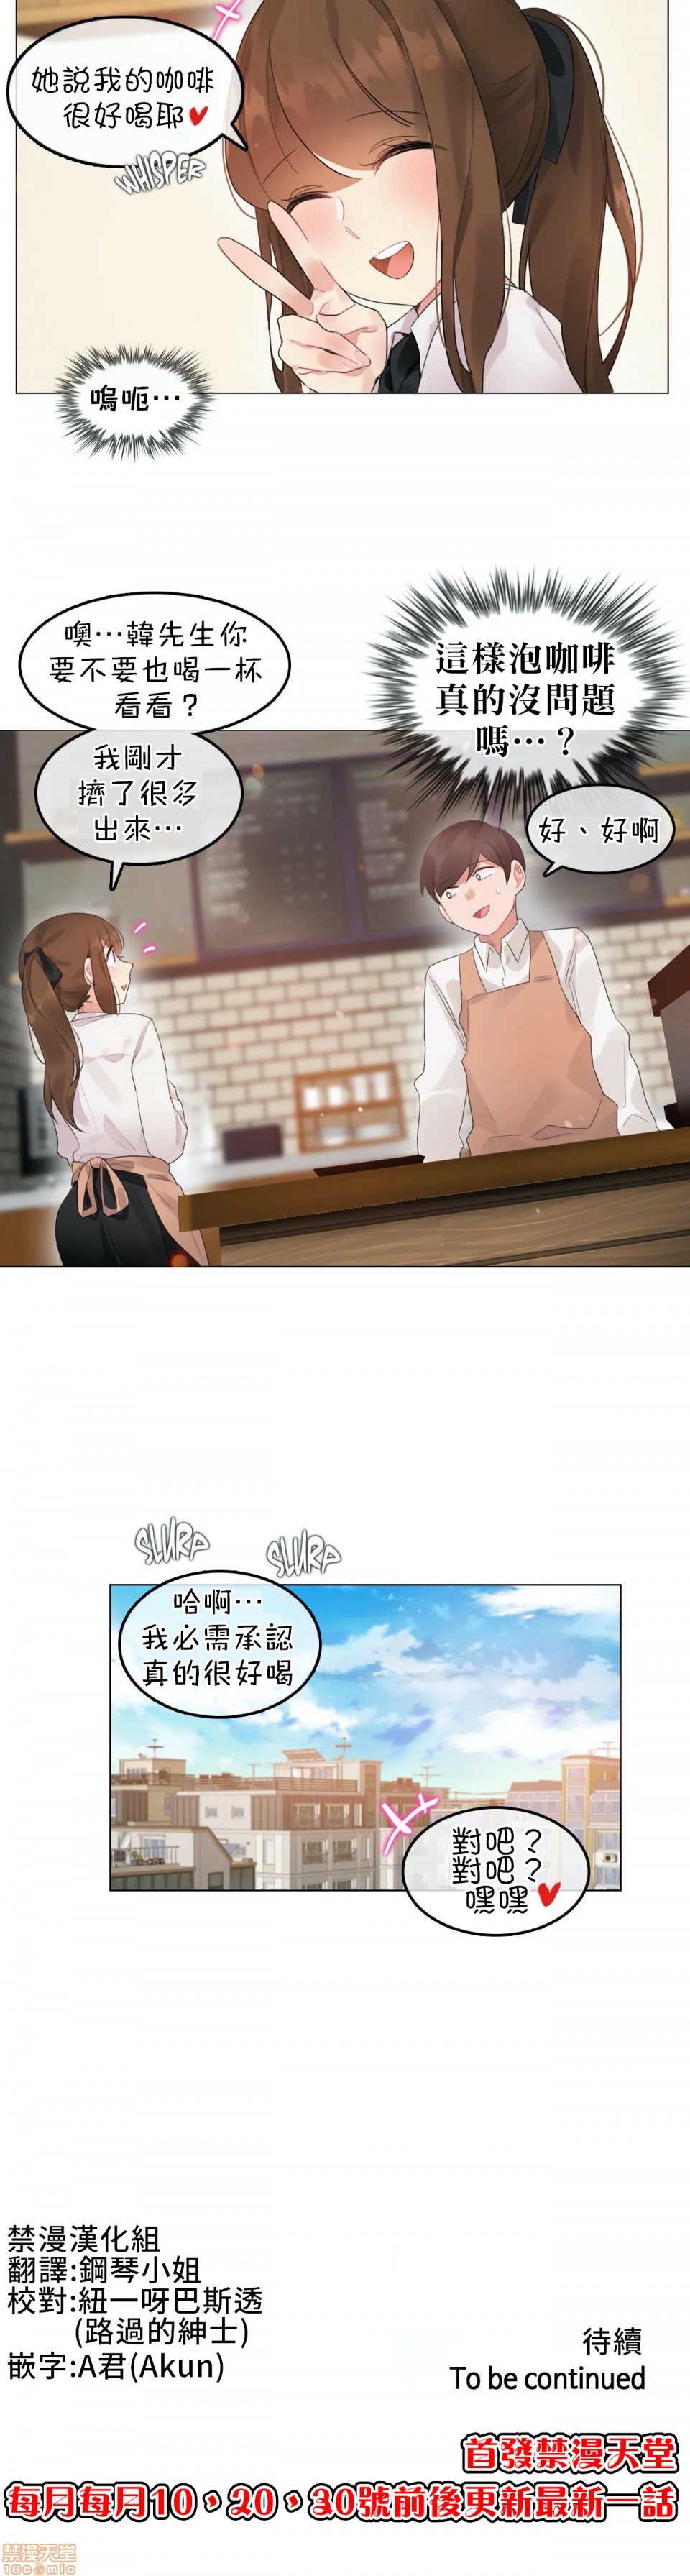 她說我的咖啡
很好喝耶
WHISPER
嗚呃…
噢…韓先生你
要不要也喝一杯
看看？
這樣泡咖啡
真的沒問題
嗎…？
我剛才
擠了很多
出來…
好、好啊
SLURP
SLURP
哈啊…
我必需承認
真的很好喝
對吧？
對吧？
嘿嘿
禁漫漢化組
翻譯:鋼琴小姐
校對:紐一呀巴斯透
(路過的紳士)
嵌字:A君(Akun)
待續
To be continued
首發禁漫天堂
每月每月10、20、30號前後更新最新一話
禁漫天堂
18comic